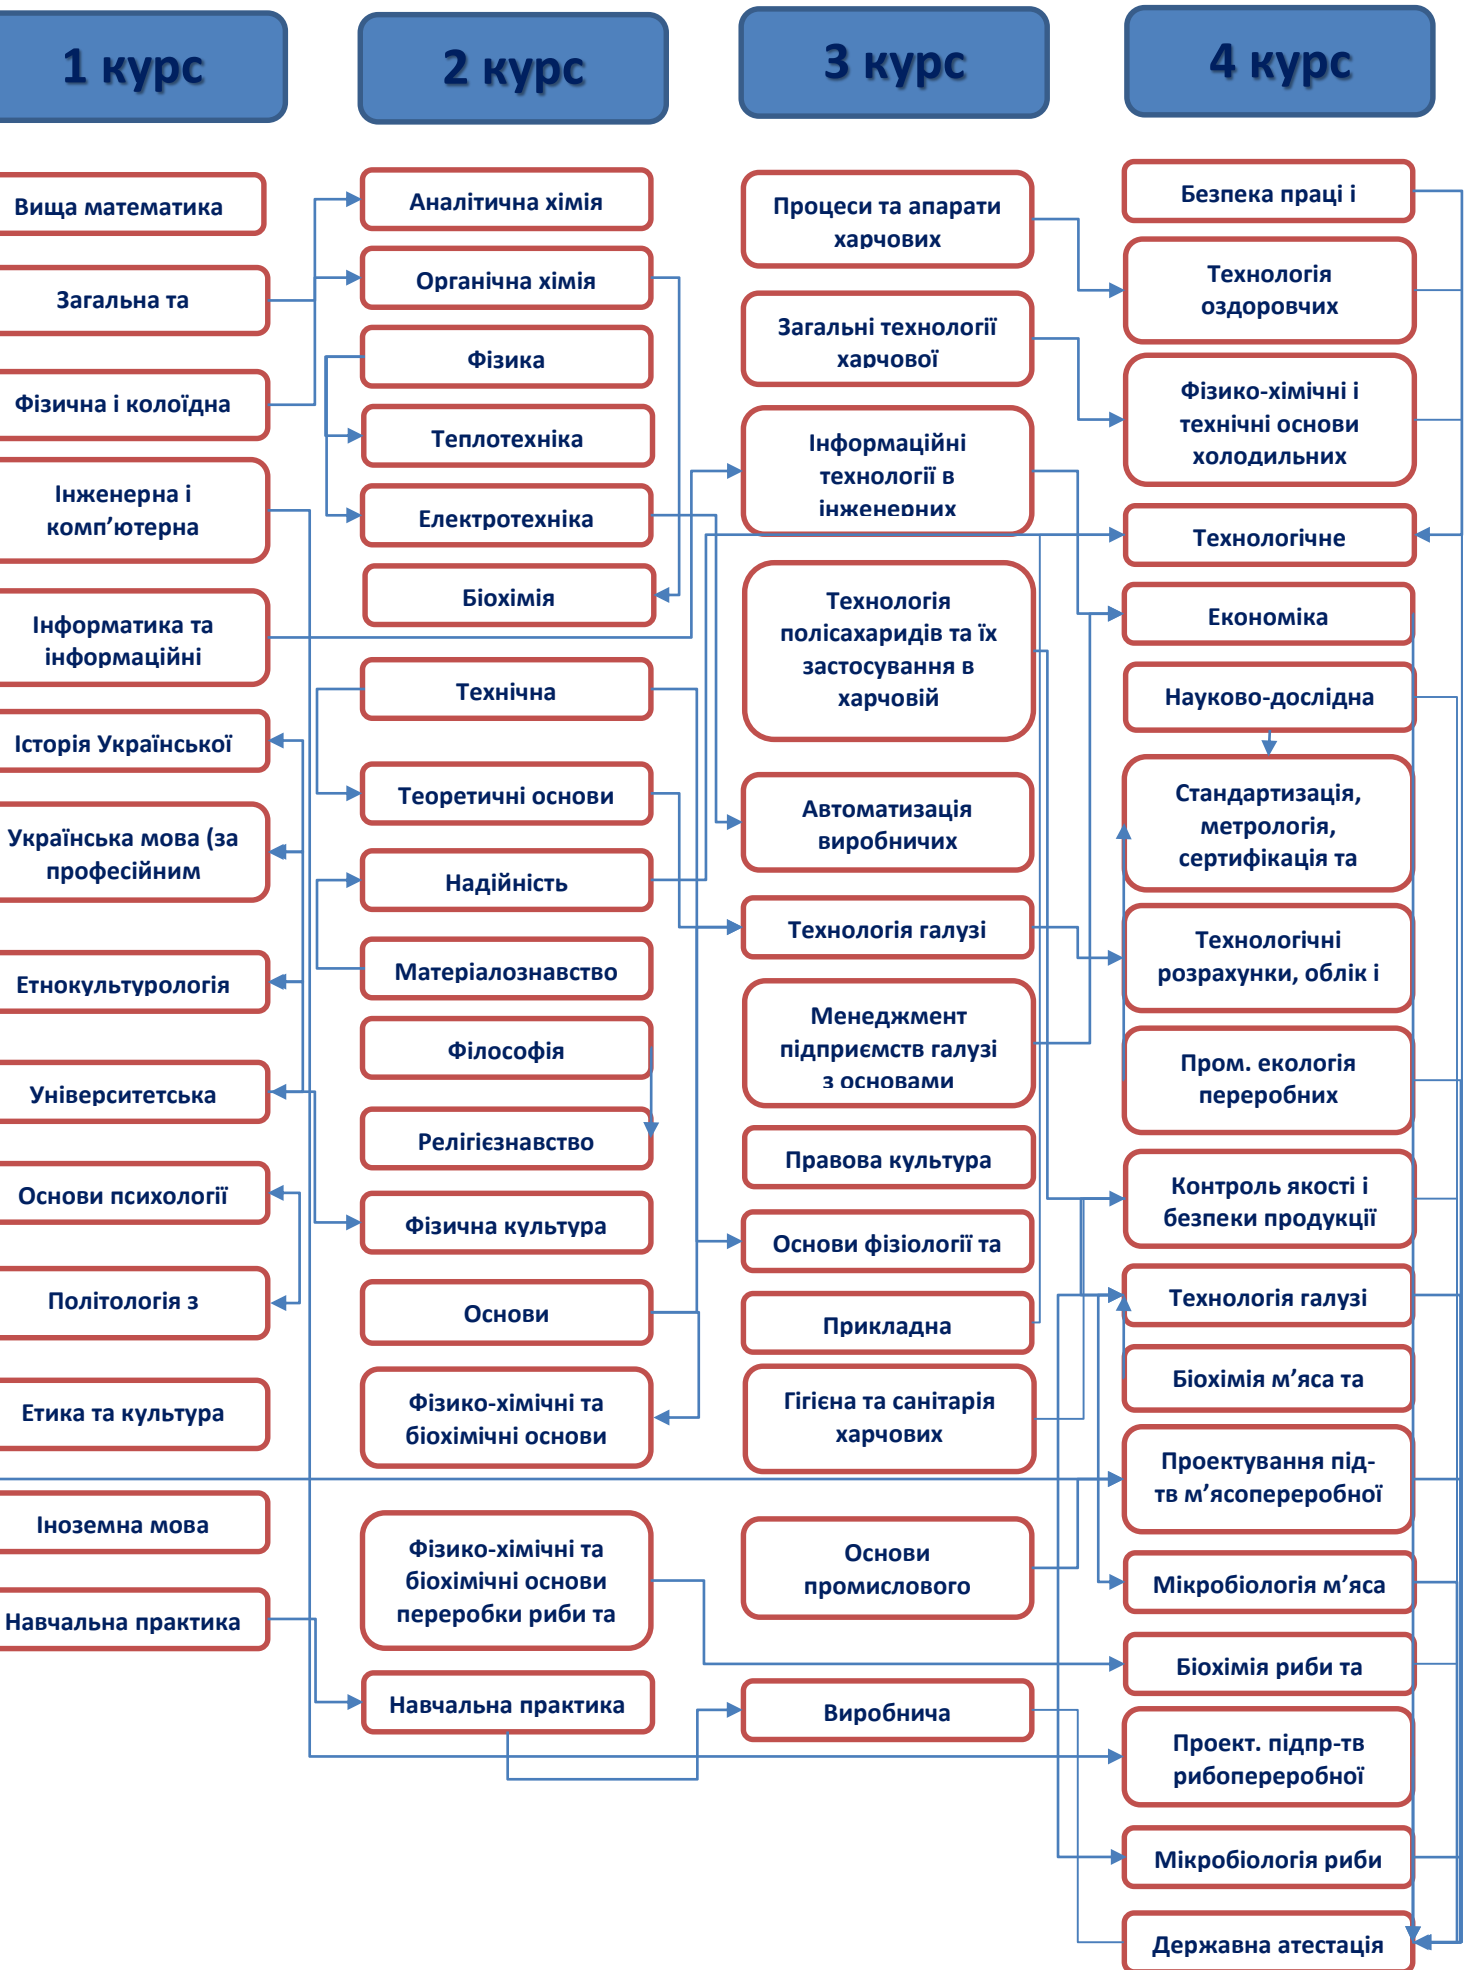 1 курс
2 курс
3 курс
4 курс
Вища математика
Загальна та
Фізична і колоїдна
Інженерна і
комп’ютерна
Інформатика та
інформаційні
Історія Української
Українська мова (за
професійним
Етнокультурологія
Університетська
Основи психології
Політологія з
Етика та культура
Іноземна мова
Навчальна практика
Аналітична хімія
Органічна хімія
Фізика
Теплотехніка
Електротехніка
Біохімія
Технічна
Теоретичні основи
Надійність
Матеріалознавство
Філософія
Релігієзнавство
Фізична культура
Основи
Фізико-хімічні та
біохімічні основи
Фізико-хімічні та
біохімічні основи
переробки риби та
Навчальна практика
Процеси та апарати
харчових
Загальні технології
харчової
Інформаційні
технології в
інженерних
Технологія
полісахаридів та їх
застосування в
харчовій
Автоматизація
виробничих
Технологія галузі
Менеджмент
підприємств галузі
з основами
Правова культура
Основи фізіології та
Прикладна
Гігієна та санітарія
харчових
Основи
промислового
Виробнича
Безпека праці і
Технологія
оздоровчих
Фізико-хімічні і
технічні основи
холодильних
Технологічне
Економіка
Науково-дослідна
Стандартизація,
метрологія,
сертифікація та
Технологічні
розрахунки, облік і
Пром. екологія
переробних
Контроль якості і
безпеки продукції
Технологія галузі
Біохімія м’яса та
Проектування під-
тв м’ясопереробної
Мікробіологія м’яса
Біохімія риби та
Проект. підпр-тв
рибопереробної
Мікробіологія риби
Державна атестація